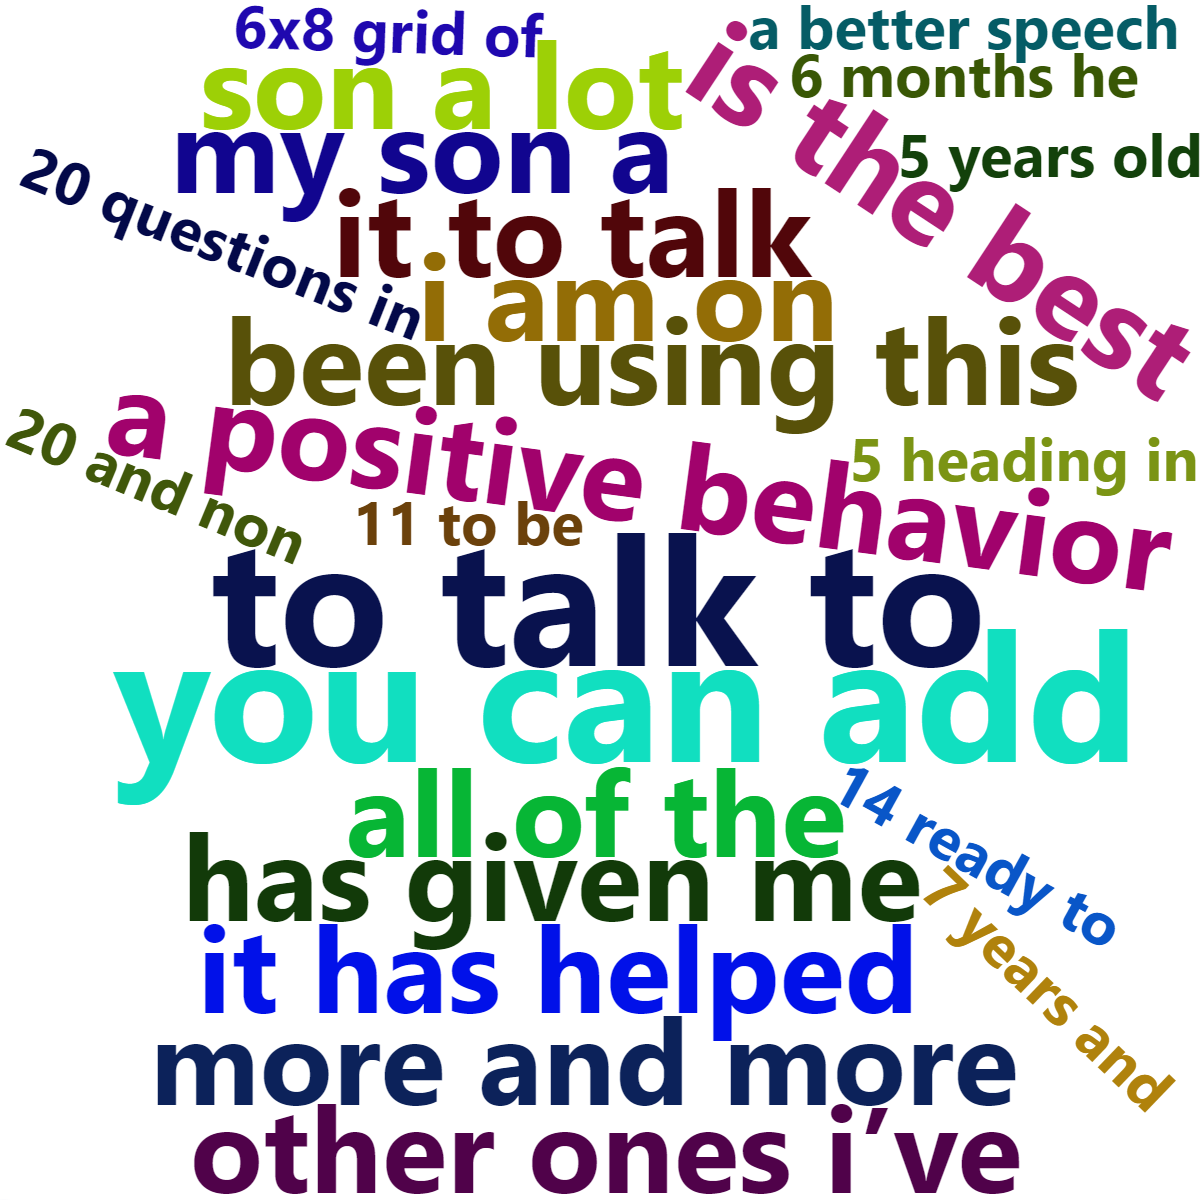 6x8 grid of
a better speech
son a lot
is the best
6 months he
my son a
5 years old
20 questions in
it to talk
i am on
been using this
a positive behavior
20 and non
5 heading in
11 to be
to talk to
you can add
all of the
14 ready to
has given me
7 years and
it has helped
more and more
other ones i’ve